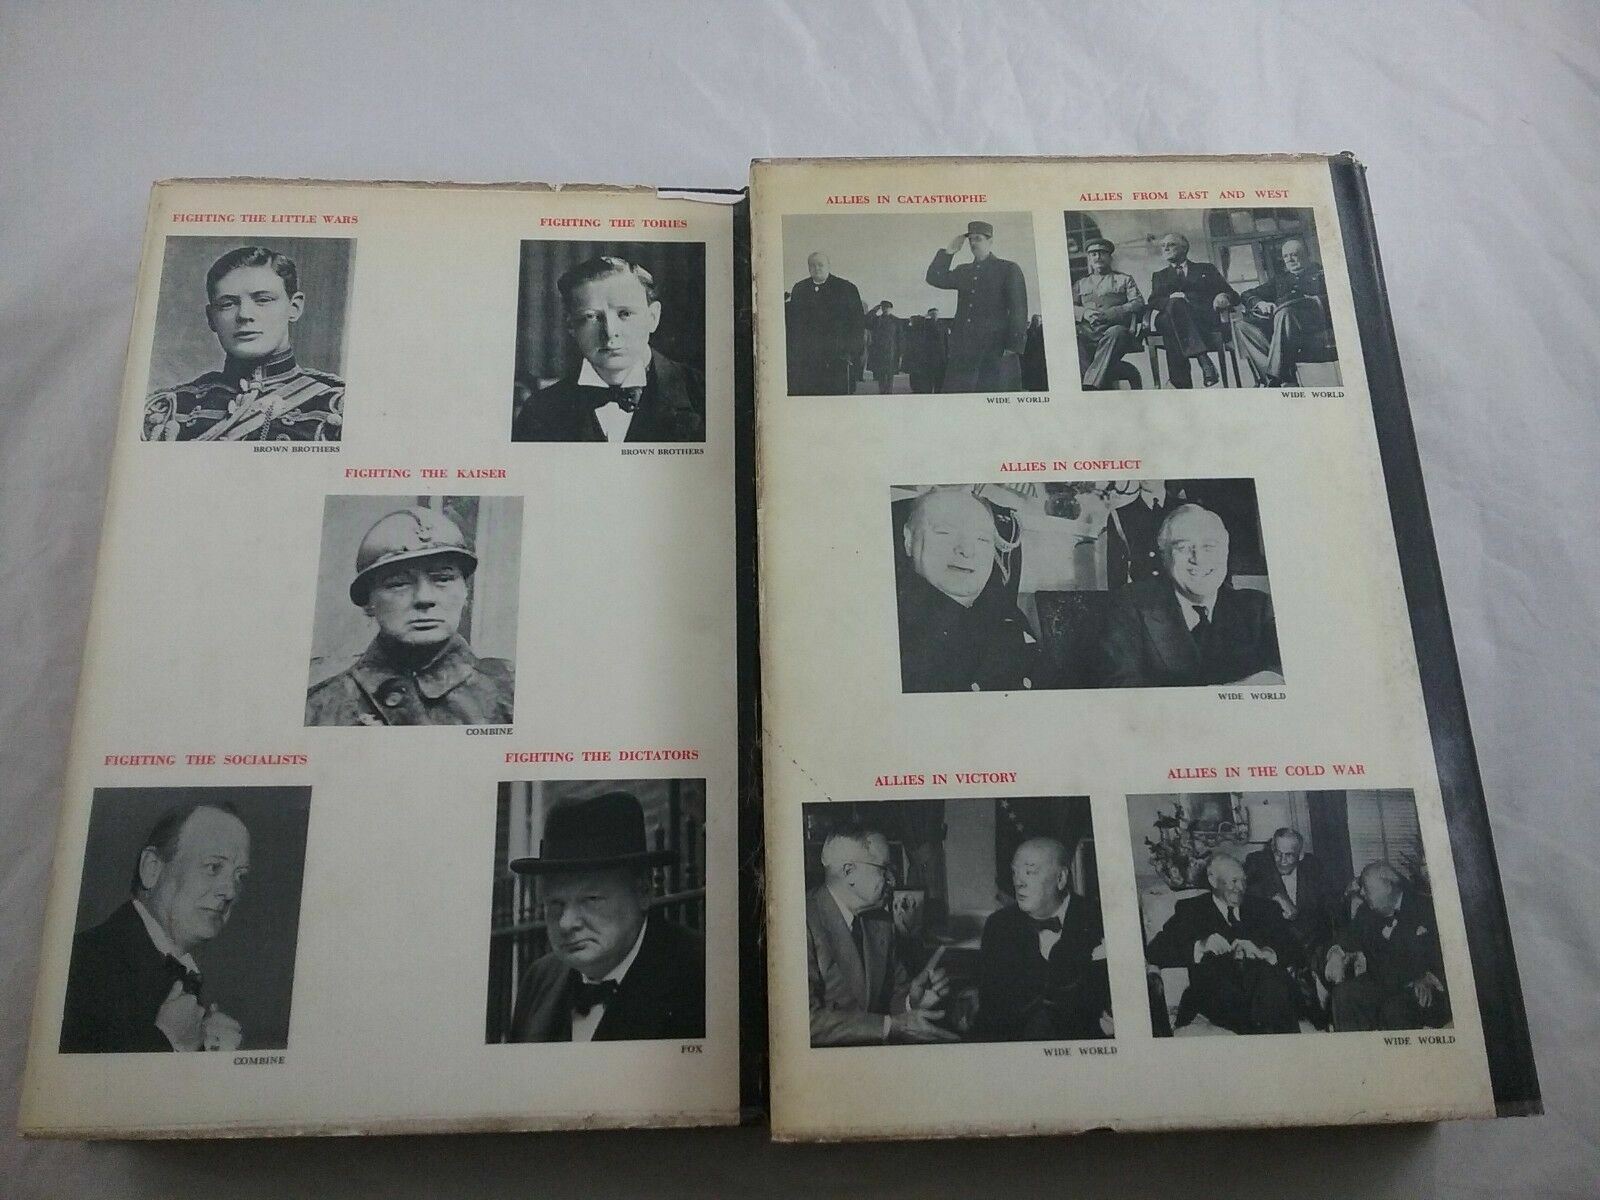 FIGHTING THE LITTLE WARS
FIGHTING THE TORIES
BROWN BROTHERS
BROWN BROTHERS
FIGHTING THE KAISER
COMBINE
FIGHTING THE SOCIALISTS
FIGHTING THE DICTATORS
COMBINE
FOX
ALLIES IN CATASTROPHE
ALLIES FROM EAST AND WEST
WIDE WORLD
WIDE WORLD
ALLIES IN CONFLICT
WIDE WORLD
ALLIES IN VICTORY
ALLIES IN THE COLD WAR
WIDE WORLD
WIDE WORLD